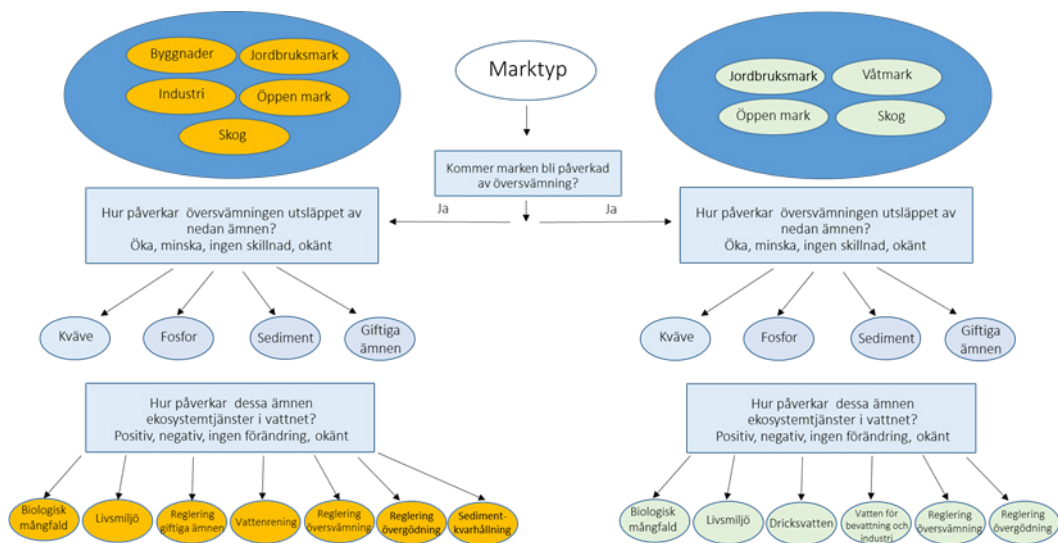 Byggnader
Jordbruksmark
Industri
Öppen mark
Skog
Marktyp
Jordbruksmark
Våtmark
Öppen mark
Skog
Kommer marken bli påverkad
av översvämning?
Ja
Ja
Hur påverkar översvämningen utsläppet av
nedan ämnen?
Öka, minska, ingen skillnad, okänt
Hur påverkar översvämningen utsläppet av
nedan ämnen?
Öka, minska, ingen skillnad, okänt
Kväve
Fosfor
Sediment
Giftiga
ämnen
Kväve
Fosfor
Sediment
Giftiga
ämnen
Hur påverkar dessa ämnen
ekosystemtjänster i vattnet?
Positiv, negativ, ingen förändring, okänt
Hur påverkar dessa ämnen
ekosystemtjänster i vattnet?
Positiv, negativ, ingen förändring, okänt
Biologisk
mångfald
Livsmiljö
Reglering
giftiga ämnen
Vattenrening
Reglering
översvämning
Reglering
övergödning
Sediment-
kvarhållning
Biologisk
mångfald
Livsmiljö
Dricksvatten
Vatten för
bevattning och
industri
Reglering
översvämning
Reglering
övergödning